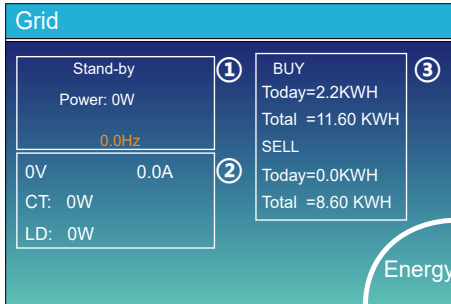 Grid
Stand-by
Power: 0W
0.0Hz
①
0V 0.0A
CT: 0W
LD: 0W
②
BUY
Today=2.2KWH
Total =11.60 KWH
SELL
Today=0.0KWH
Total =8.60 KWH
③
Energy